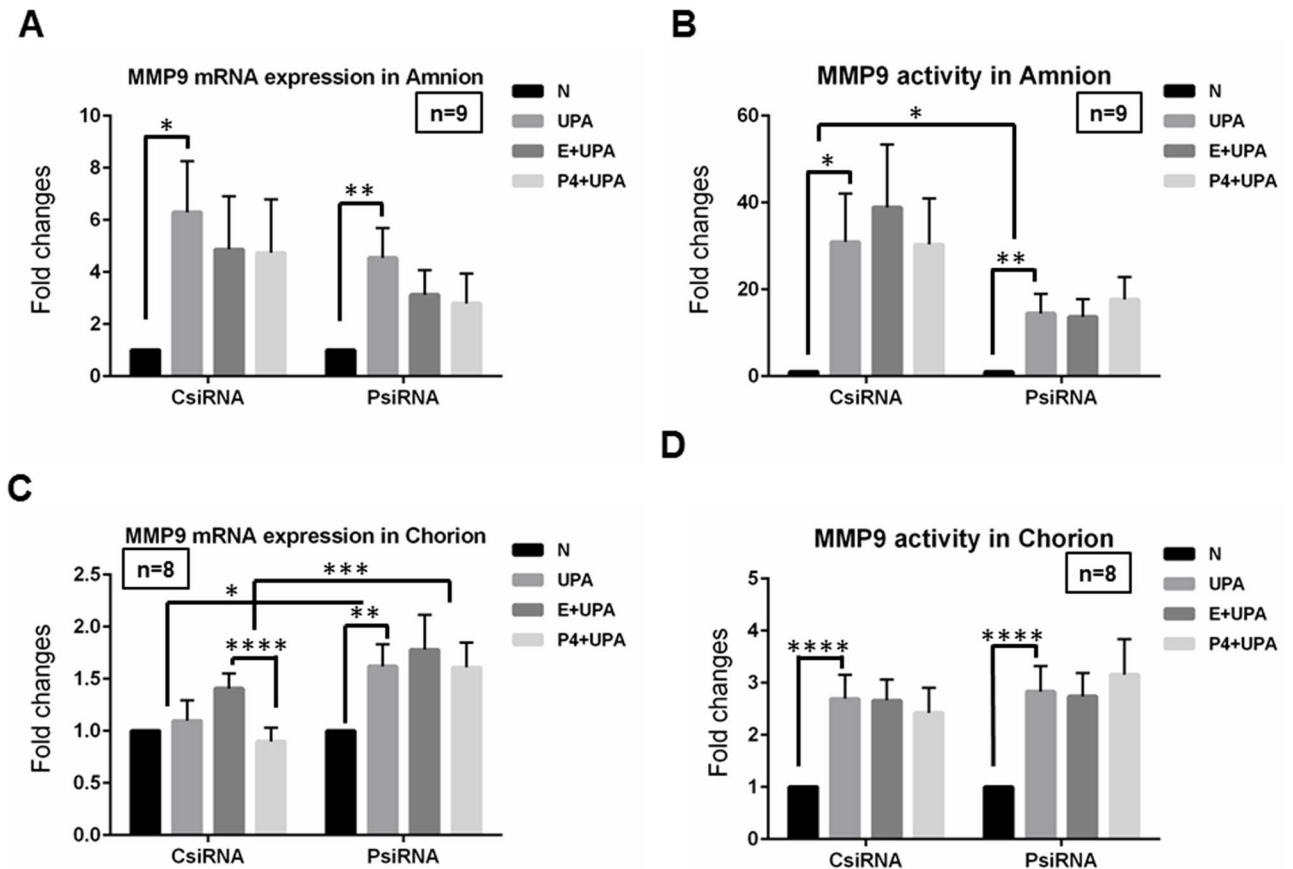 A
MMP9 mRNA expression in Amnion
n=9
N
UPA
E+UPA
P4+UPA
Fold changes
10
8
6
4
2
0
*
**
CsiRNA
PsiRNA
B
MMP9 activity in Amnion
n=9
N
UPA
E+UPA
P4+UPA
Fold changes
60
40
20
0
*
*
**
CsiRNA
PsiRNA
C
MMP9 mRNA expression in Chorion
n=8
N
UPA
E+UPA
P4+UPA
Fold changes
2.5
2.0
1.5
1.0
0.5
0.0
***
*
**
****
CsiRNA
PsiRNA
D
MMP9 activity in Chorion
n=8
N
UPA
E+UPA
P4+UPA
Fold changes
5
4
3
2
1
0
****
****
CsiRNA
PsiRNA